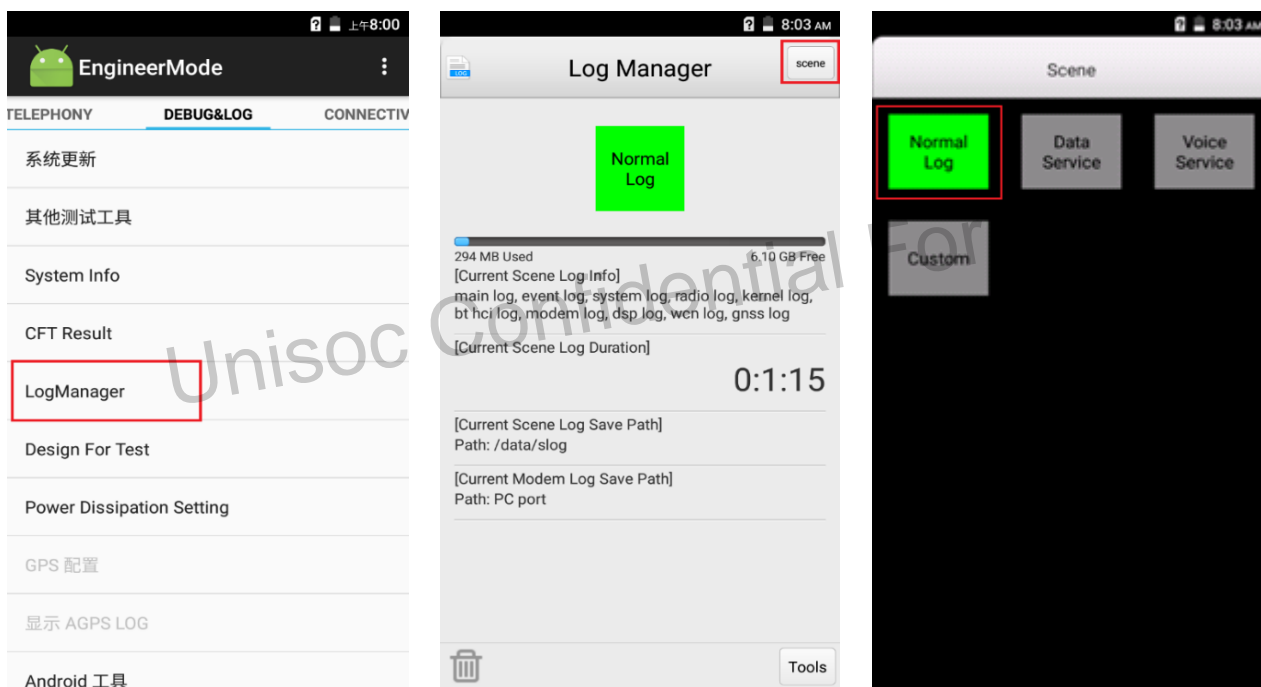 上午8:00
EngineerMode
TELEPHONY DEBUG&LOG CONNECTIV
系统更新
其他测试工具
System Info
CFT Result
LogManager
Design For Test
Power Dissipation Setting
GPS 配置
显示 AGPS LOG
Android 工具
8:03 AM
LOG
Log Manager
scene
Normal
Log
294 MB Used 6.10 GB Free
[Current Scene Log Info]
main log, event log, system log, radio log, kernel log,
bt hci log, modem log, dsp log, wcn log, gnss log
[Current Scene Log Duration]
0:1:15
[Current Scene Log Save Path]
Path: /data/slog
[Current Modem Log Save Path]
Path: PC port
Tools
8:03 AM
Scene
Normal
Log
Data
Service
Voice
Service
Custom
Unisoc Confidential For